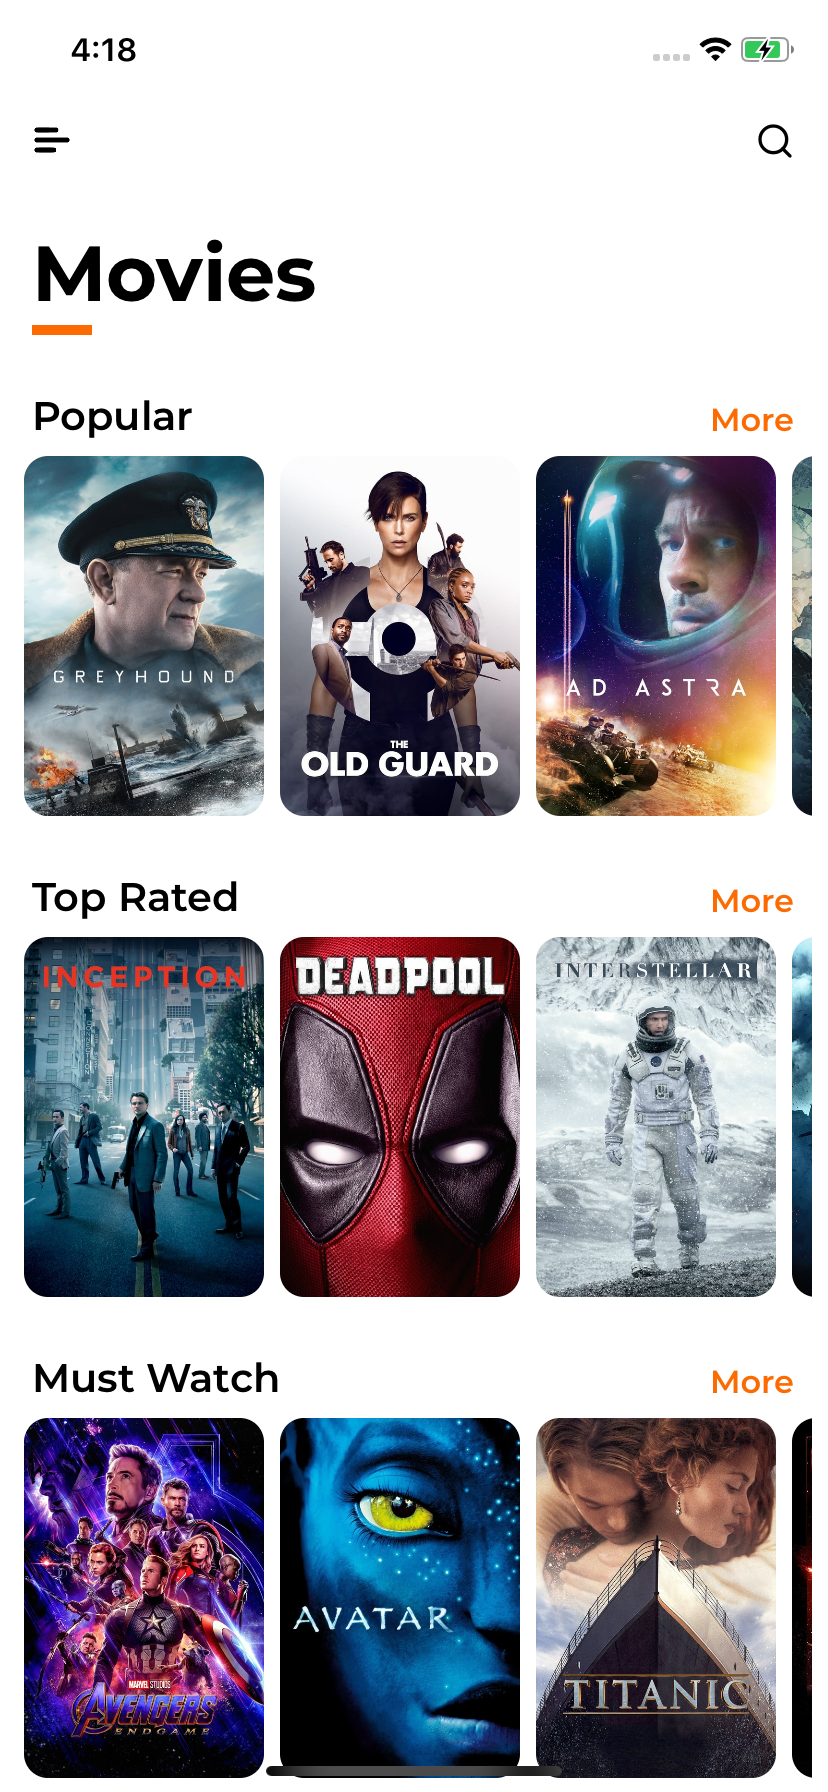 4:18
Movies
Popular
More
GREYHOUND
THE
OLD GUARD
AD ASTRA
Top Rated
More
INCEPTION
DEADPOOL
INTERSTELLAR
Must Watch
More
MARVEL STUDIOS
AVENGERS
ENDGAME
AVATAR
TITANIC